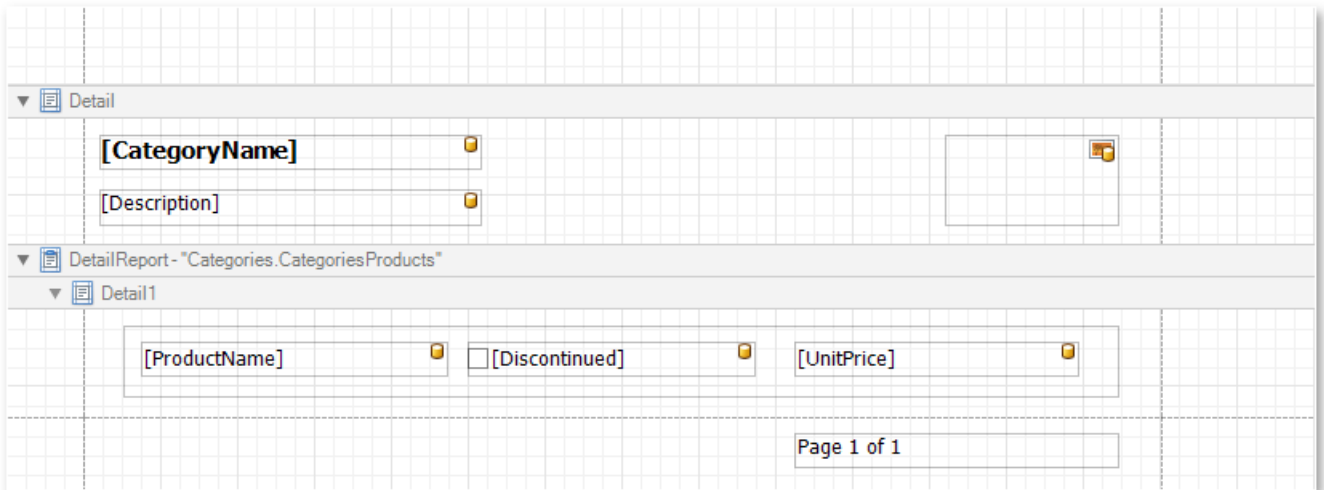 Detail
[CategoryName]
[Description]
DetailReport - "Categories.CategoriesProducts"
Detail1
[ProductName] [Discontinued] [UnitPrice]
Page 1 of 1